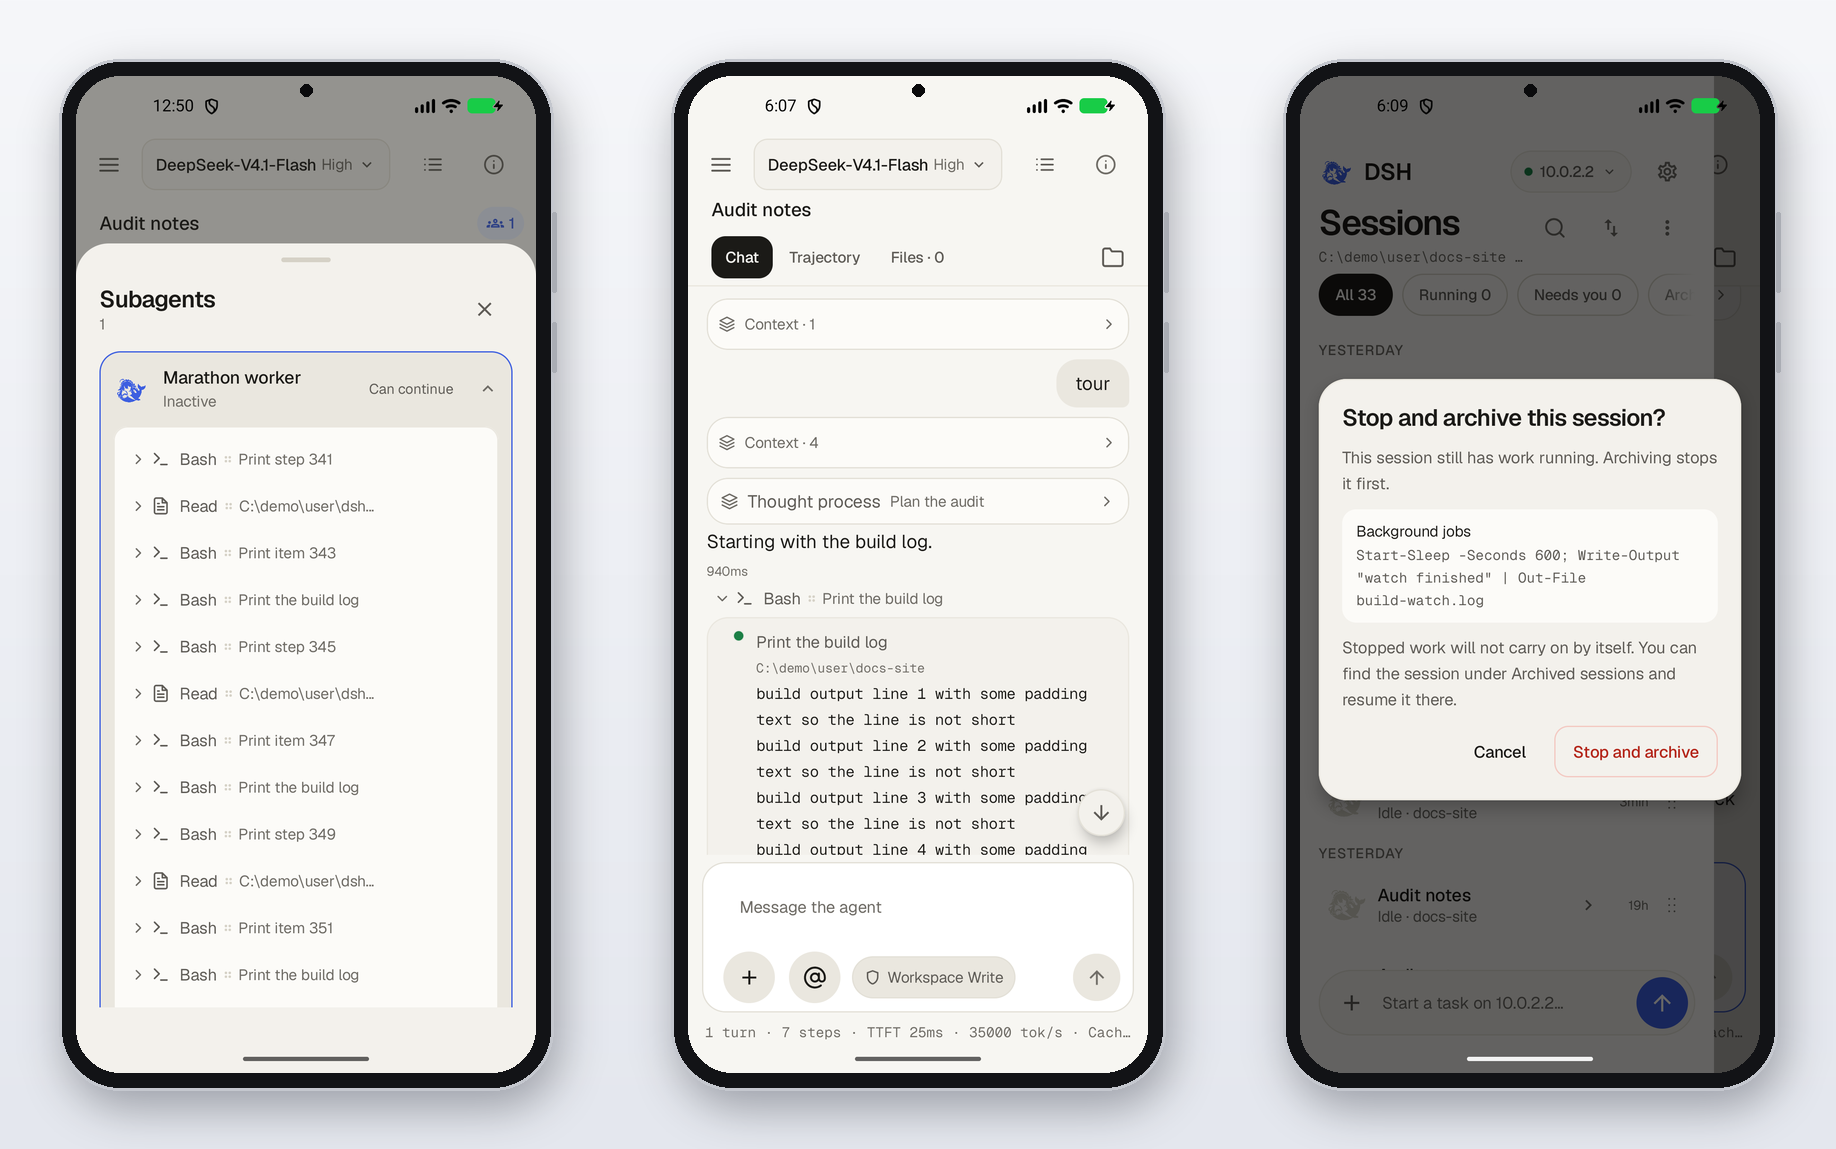 12:50
DeepSeek-V4.1-Flash High
Audit notes
1
Subagents
1
Marathon worker
Inactive
Can continue
Bash Print step 341
Read C:\demo\user\dsh...
Bash Print item 343
Bash Print the build log
Bash Print step 345
Read C:\demo\user\dsh...
Bash Print item 347
Bash Print the build log
Bash Print step 349
Read C:\demo\user\dsh...
Bash Print item 351
Bash Print the build log
6:07
DeepSeek-V4.1-Flash High
Audit notes
Chat Trajectory Files · 0
Context · 1
tour
Context · 4
Thought process Plan the audit
Starting with the build log.
940ms
Bash Print the build log
Print the build log
C:\demo\user\docs-site
build output line 1 with some padding
text so the line is not short
build output line 2 with some padding
text so the line is not short
build output line 3 with some padding
text so the line is not short
build output line 4 with some padding
Message the agent
+ @ Workspace Write
1 turn · 7 steps · TTFT 25ms · 35000 tok/s · Cach…
6:09
DSH
10.0.2.2
Sessions
C:\demo\user\docs-site …
All 33 Running 0 Needs you 0
YESTERDAY
Stop and archive this session?
This session still has work running. Archiving stops
it first.
Background jobs
Start-Sleep -Seconds 600; Write-Output
"watch finished" | Out-File
build-watch.log
Stopped work will not carry on by itself. You can
find the session under Archived sessions and
resume it there.
Cancel Stop and archive
3min
Idle · docs-site
YESTERDAY
Audit notes
Idle · docs-site
19h
+ Start a task on 10.0.2.2...